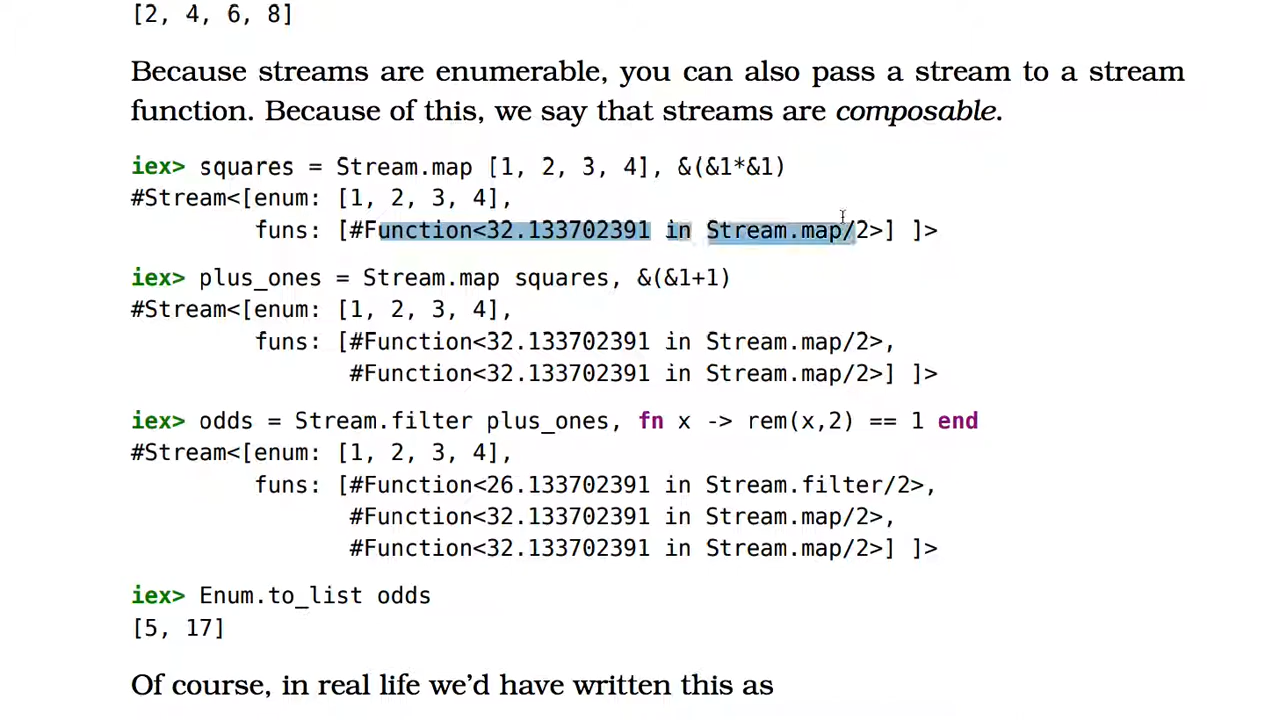 [2, 4, 6, 8]
Because streams are enumerable, you can also pass a stream to a stream
function. Because of this, we say that streams are composable.
iex> squares = Stream.map [1, 2, 3, 4], &(&1*&1)
#Stream<[enum: [1, 2, 3, 4],
funs: [#Function<32.133702391 in Stream.map/2>] ]>
iex> plus_ones = Stream.map squares, &(&1+1)
#Stream<[enum: [1, 2, 3, 4],
funs: [#Function<32.133702391 in Stream.map/2>,
#Function<32.133702391 in Stream.map/2>] ]>
iex> odds = Stream.filter plus_ones, fn x -> rem(x,2) == 1 end
#Stream<[enum: [1, 2, 3, 4],
funs: [#Function<26.133702391 in Stream.filter/2>,
#Function<32.133702391 in Stream.map/2>,
#Function<32.133702391 in Stream.map/2>] ]>
iex> Enum.to_list odds
[5, 17]
Of course, in real life we’d have written this as